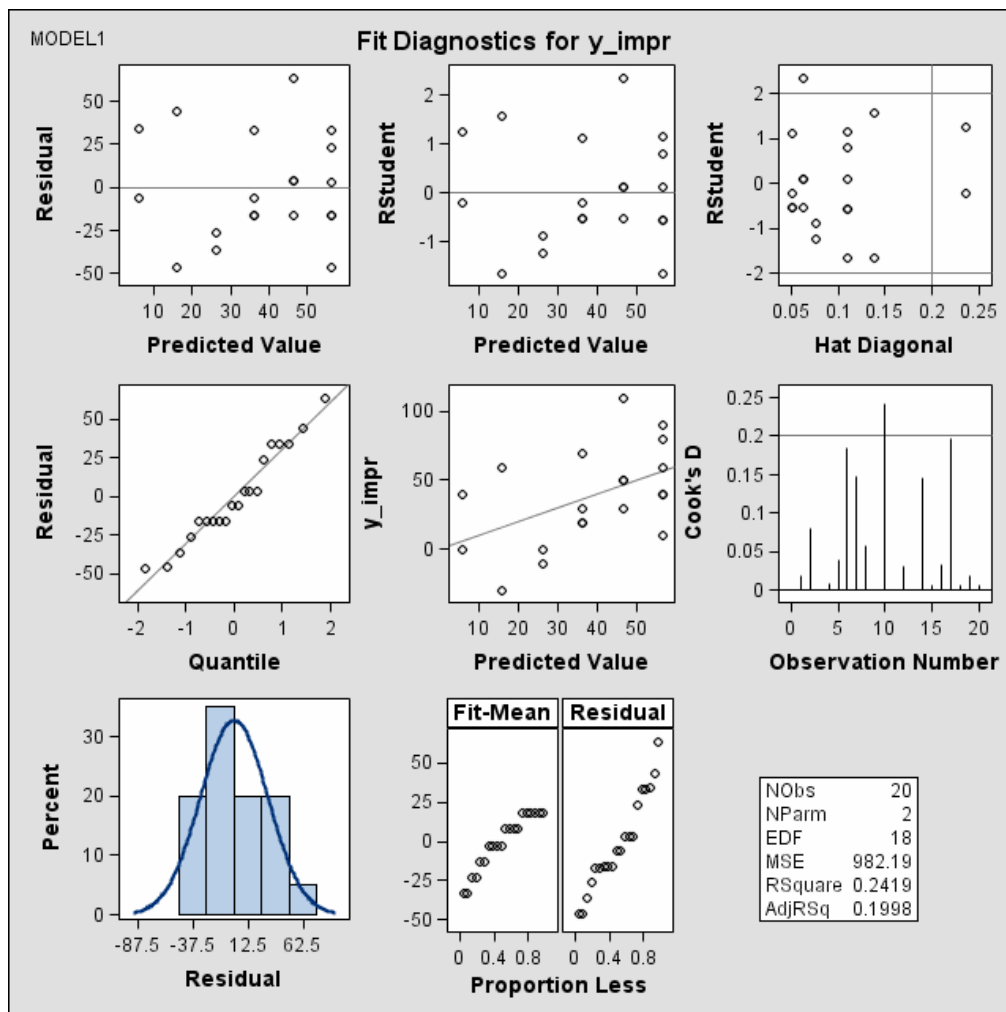 MODEL1
Fit Diagnostics for y_impr
Residual
50
25
0
-25
-50
10 20 30 40 50
Predicted Value
RStudent
2
1
0
-1
10 20 30 40 50
Predicted Value
RStudent
2
1
0
-1
-2
0.05 0.1 0.15 0.2 0.25
Hat Diagonal
Residual
50
25
0
-25
-50
-2 -1 0 1 2
Quantile
y_impr
100
50
0
10 20 30 40 50
Predicted Value
Cook's D
0.25
0.2
0.15
0.1
0.05
0
0 5 10 15 20
Observation Number
Percent
30
20
10
0
-87.5 -37.5 12.5 62.5
Residual
Fit-Mean Residual
50
25
0
-25
-50
0 0.4 0.8 0 0.4 0.8
Proportion Less
NObs 20
NParm 2
EDF 18
MSE 982.19
RSquare 0.2419
AdjRSq 0.1998